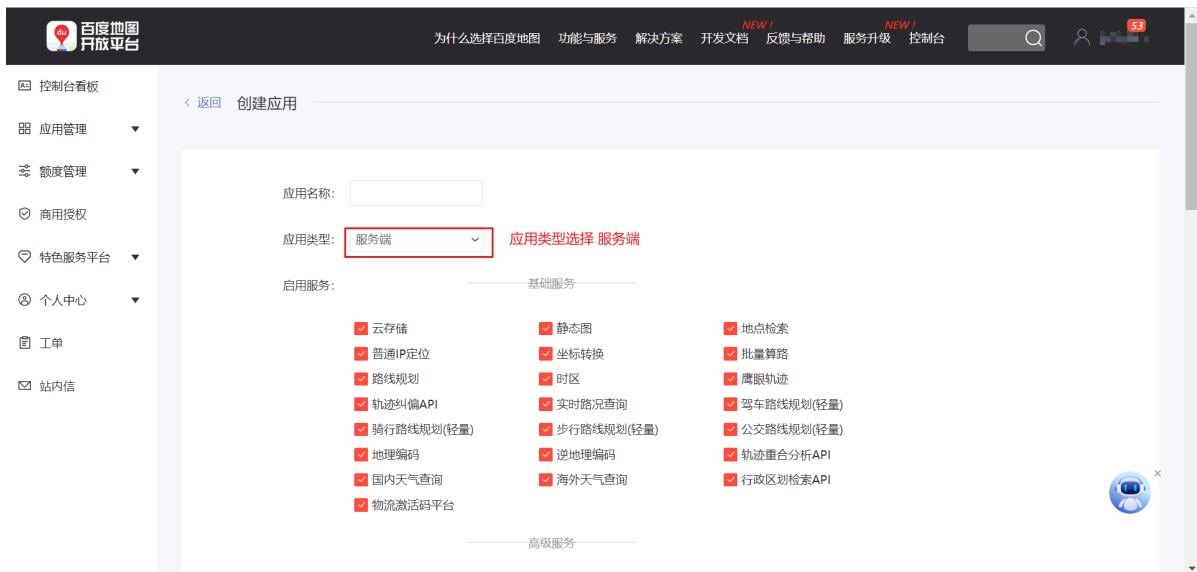 du 百度地图
开放平台
为什么选择百度地图 功能与服务 解决方案 开发文档 NEW! 反馈与帮助 服务升级 NEW! 控制台 53
控制台看板
应用管理
额度管理
商用授权
特色服务平台
个人中心
工单
站内信
< 返回 创建应用
应用名称:
应用类型: 服务端 应用类型选择 服务端
启用服务: 基础服务
云存储 静态图 地点检索
普通IP定位 坐标转换 批量算路
路线规划 时区 鹰眼轨迹
轨迹纠偏API 实时路况查询 驾车路线规划(轻量)
骑行路线规划(轻量) 步行路线规划(轻量) 公交路线规划(轻量)
地理编码 逆地理编码 轨迹重合分析API
国内天气查询 海外天气查询 行政区划检索API
物流激活码平台
高级服务